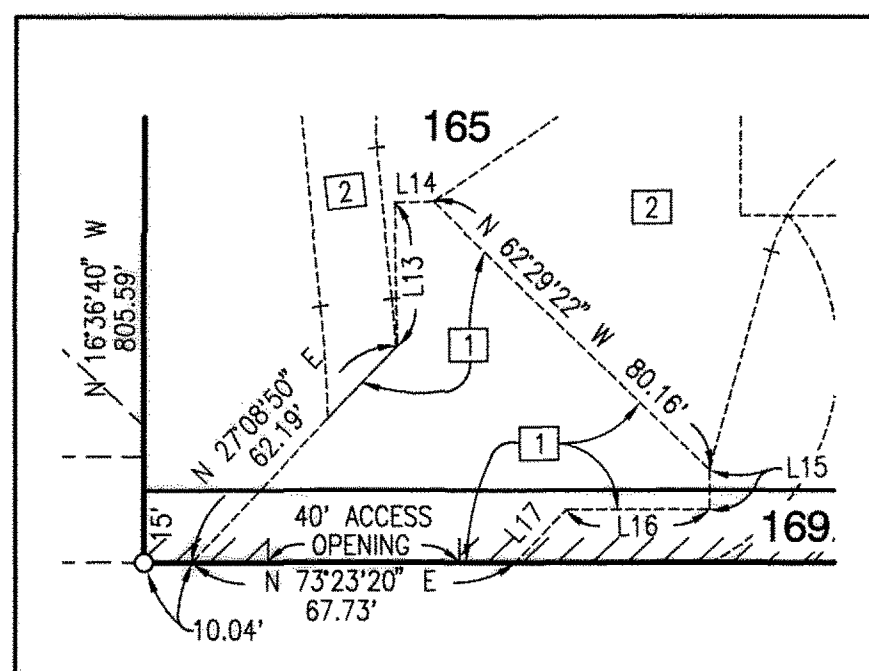 165
2
L14
2
N 16°36'40" W
805.59'
L13
N 62°29'22" W 80.16'
1
N 27°08'50" E
62.19'
1
L15
15'
40' ACCESS
OPENING
L17
L16
169
N 73°23'20" E
67.73'
10.04'